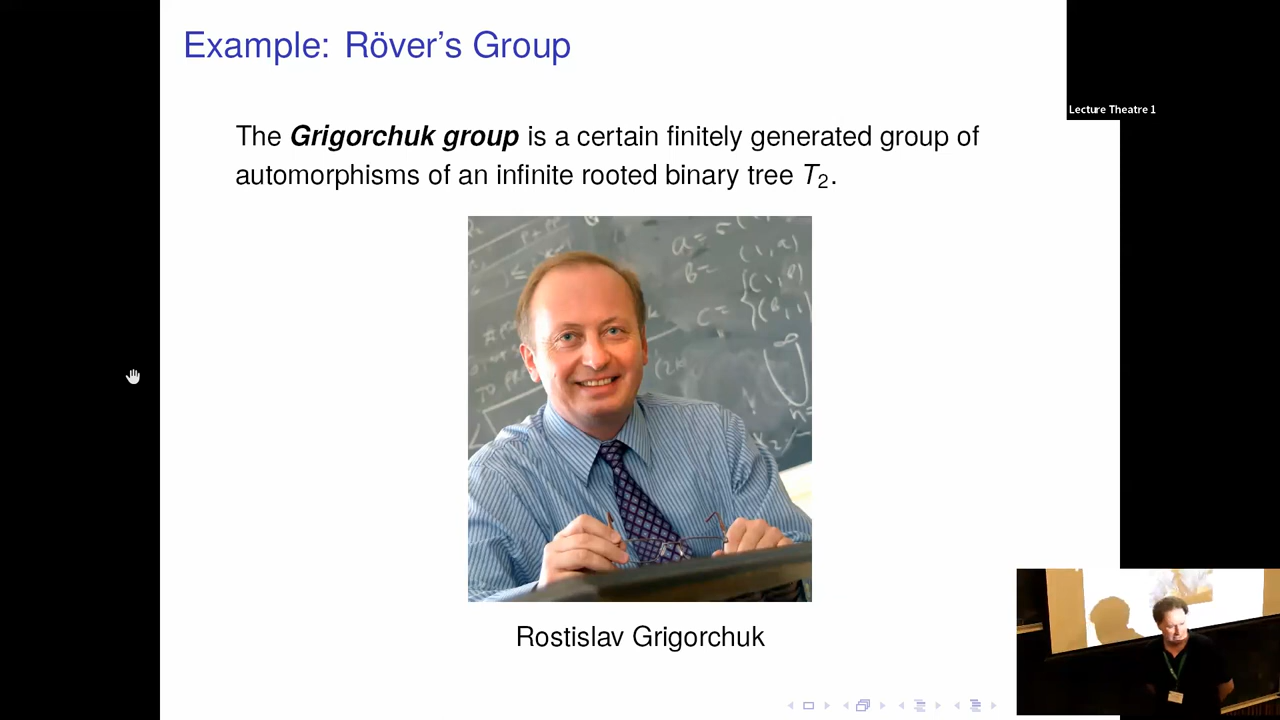 Example: Röver's Group
Lecture Theatre 1
The Grigorchuk group is a certain finitely generated group of
automorphisms of an infinite rooted binary tree T₂.
a =
B=
c =
Rostislav Grigorchuk